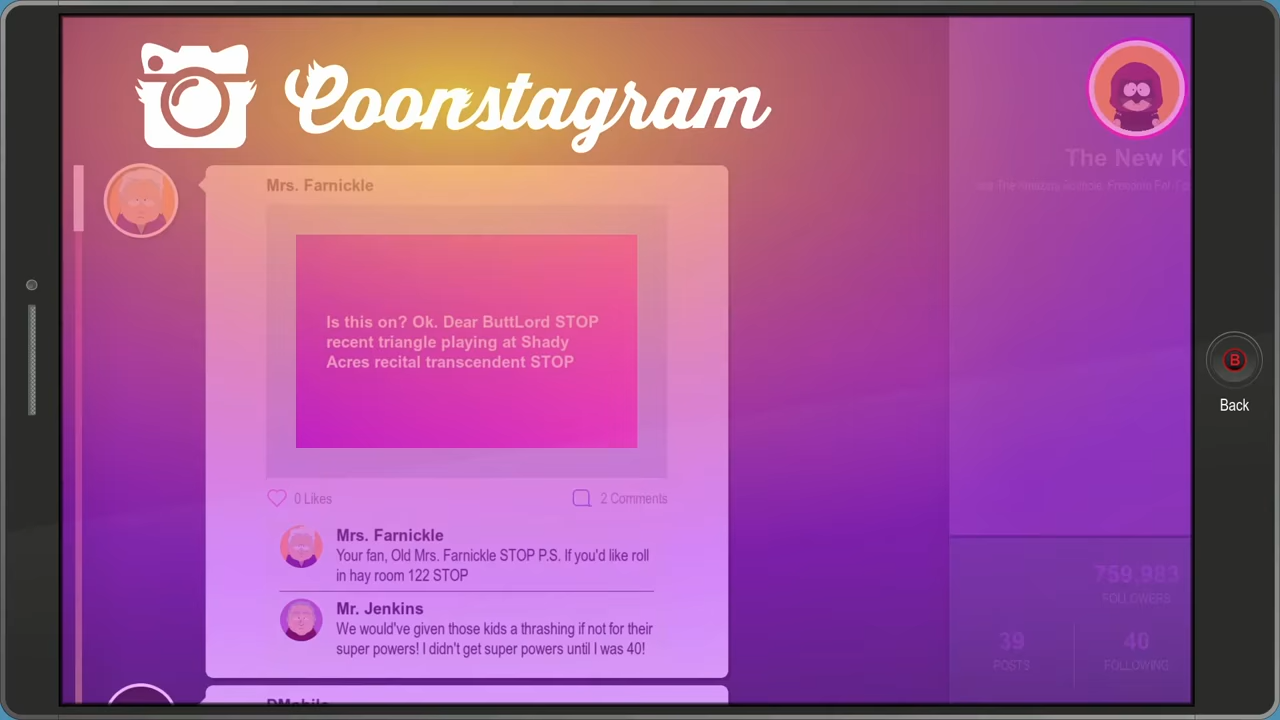 Coonstagram
The New K
Mrs. Farnickle
Is this on? Ok. Dear ButtLord STOP
recent triangle playing at Shady
Acres recital transcendent STOP
0 Likes
2 Comments
Mrs. Farnickle
Your fan, Old Mrs. Farnickle STOP P.S. If you'd like roll
in hay room 122 STOP
Mr. Jenkins
We would've given those kids a thrashing if not for their
super powers! I didn't get super powers until I was 40!
B
Back
759,983
FOLLOWERS
39
POSTS
40
FOLLOWING